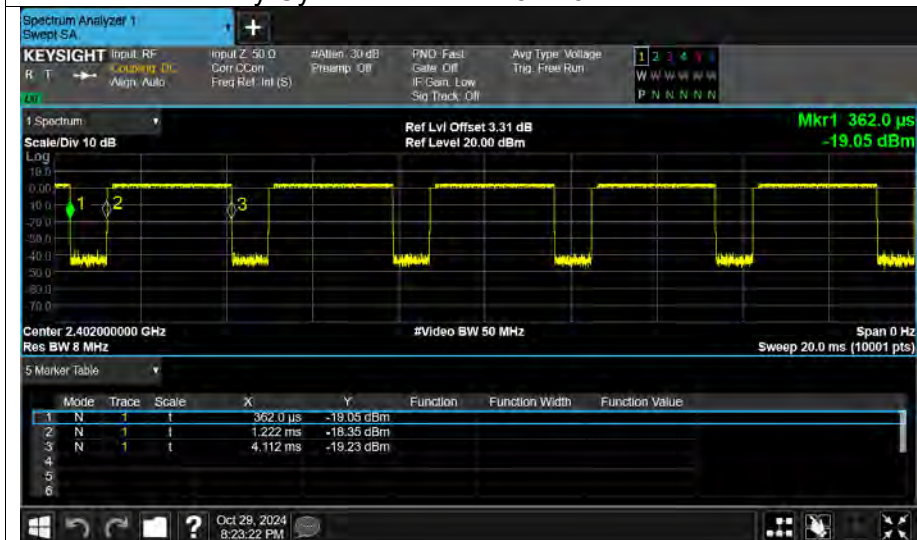 Spectrum Analyzer 1
Swept SA
+
KEYSIGHT Input: RF Input Z: 50 Ω #Atten: 30 dB PNO: Fast Avg Type: Voltage 1 2 3 4 5 6
R T Coupling: DC Corr CCorr Preamp: Off Gate: Off Trig: Free Run W W W W W W
Align: Auto Freq Ref: Int (S) IF Gain: Low
Sig Track: Off P N N N N N
1 Spectrum Ref Lvl Offset 3.31 dB Mkr1 362.0 µs
Scale/Div 10 dB Ref Level 20.00 dBm -19.05 dBm
Log
10.0
0.00
-10.0
-20.0
-30.0
-40.0
-50.0
-60.0
-70.0
1 2 3
Center 2.402000000 GHz #Video BW 50 MHz Span 0 Hz
Res BW 8 MHz Sweep 20.0 ms (10001 pts)
5 Marker Table
Mode Trace Scale X Y Function Function Width Function Value
1 N 1 t 362.0 µs -19.05 dBm
2 N 1 t 1.222 ms -18.35 dBm
3 N 1 t 4.112 ms -19.23 dBm
4
5
6
? Oct 29, 2024
8:23:22 PM